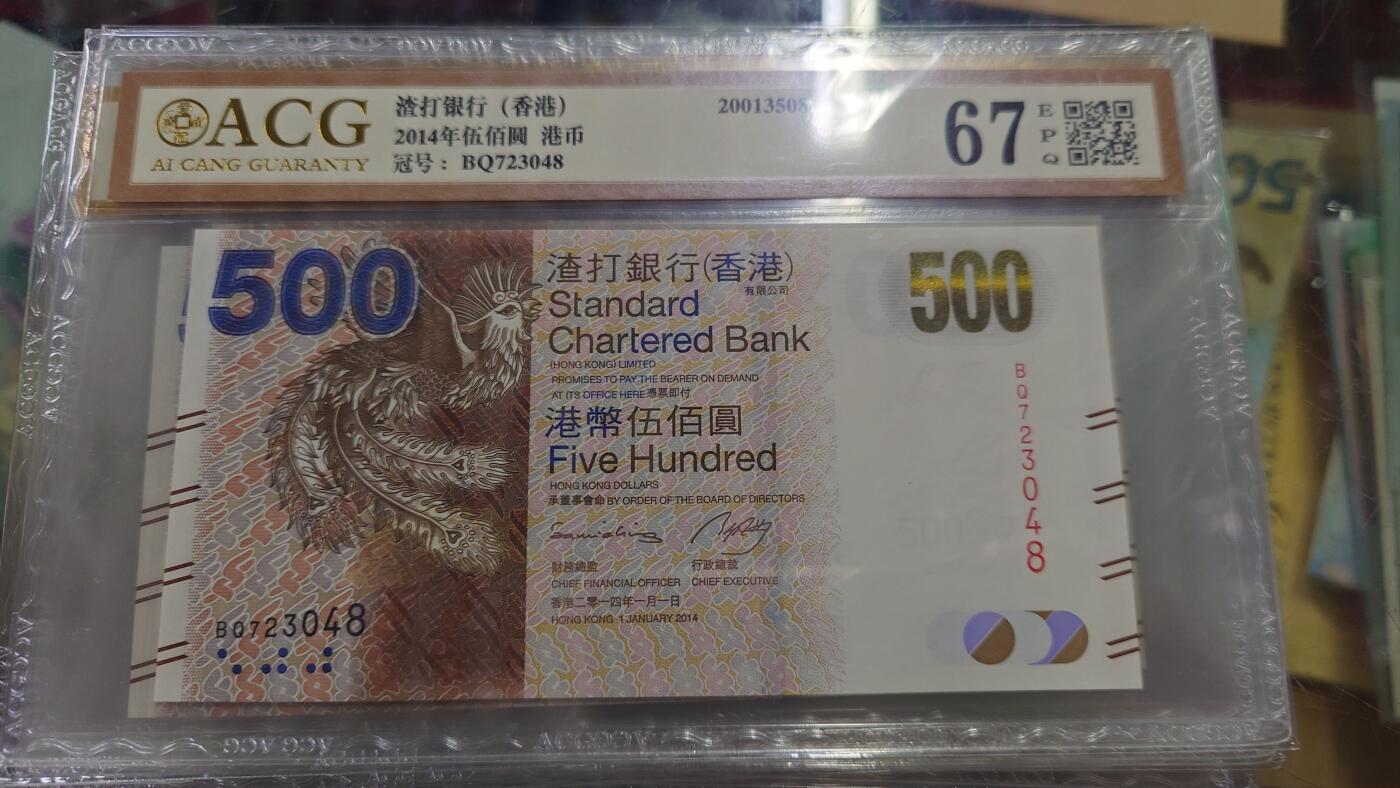 ACG
AI CANG GUARANTY
渣打银行（香港）
2014年伍佰圆 港币
冠号：BQ723048
2001350
67
EPQ
500
渣打銀行(香港)
有限公司
Standard
Chartered Bank
(HONG KONG) LIMITED
PROMISES TO PAY THE BEARER ON DEMAND
AT ITS OFFICE HERE 憑票即付
港幣伍佰圓
Five Hundred
HONG KONG DOLLARS
承董事會命 BY ORDER OF THE BOARD OF DIRECTORS
財務總監 行政總裁
CHIEF FINANCIAL OFFICER CHIEF EXECUTIVE
香港二零一四年一月一日
HONG KONG 1 JANUARY 2014
500
BQ723048
BQ723048
50
ACG ACG